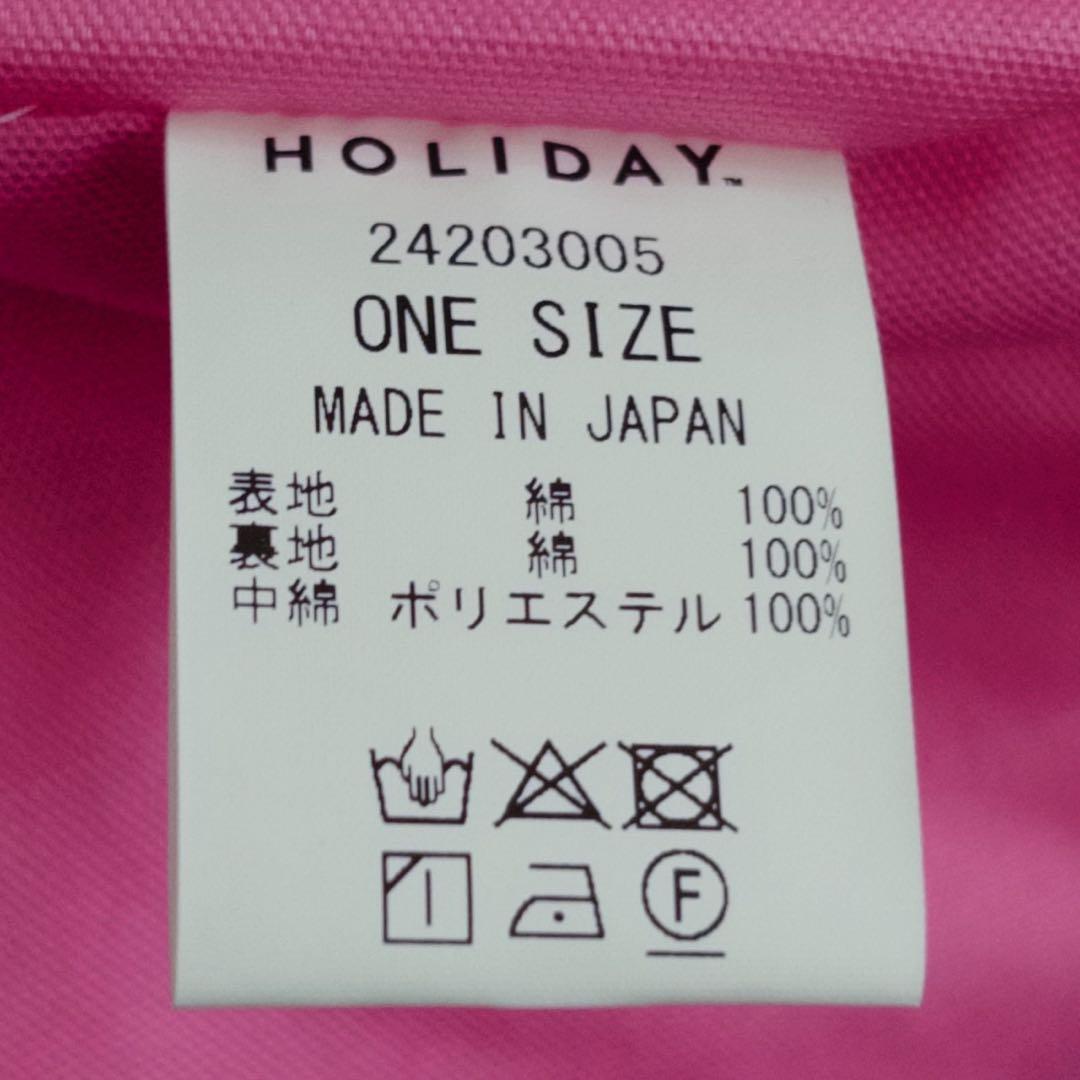 HOLIDAY™
24203005
ONE SIZE
MADE IN JAPAN
表地 綿 100%
裏地 綿 100%
中綿 ポリエステル 100%
F